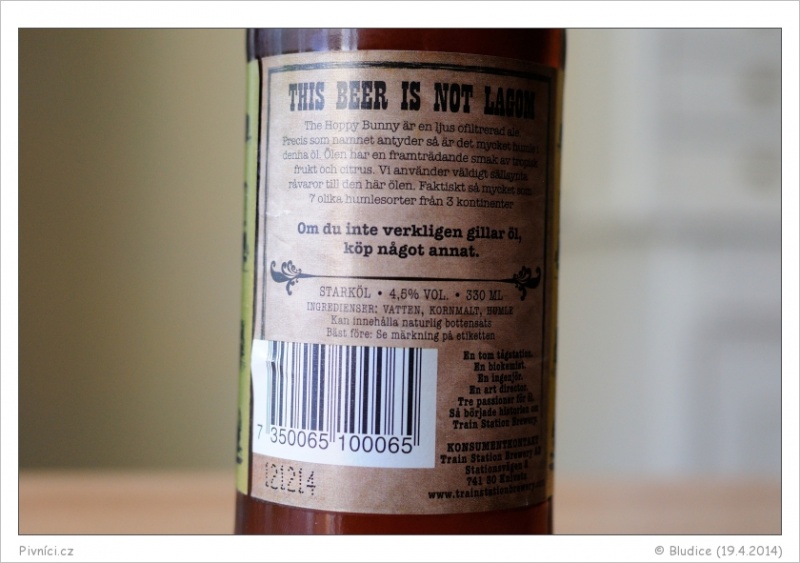 THIS BEER IS NOT LAGOM
The Hoppy Bunny är en ljus ofiltrerad ale.
Precis som namnet antyder så är det mycket humle i
denna öl. Ölen har en framträdande smak av tropisk
frukt och citrus. Vi använder väldigt sällsynta
råvaror till den här ölen. Faktiskt så mycket som
7 olika humlesorter från 3 kontinenter
Om du inte verkligen gillar öl,
köp något annat.
STARKÖL • 4,5% VOL. • 330 ML
INGREDIENSER: VATTEN, KORNMALT, HUMLE
Kan innehålla naturlig bottensats
Bäst före: Se märkning på etiketten
En tom tågstation.
En biokemist.
En ingenjör.
En art director.
Tre passioner för öl.
Så började historien om
Train Station Brewery.
7 350065 100065
KONSUMENTKONTAKT
Train Station Brewery AB
Stationsvägen
741 30 Knivsta
www.trainstationbrewery
121214
Pivníci.cz
© Bludice (19.4.2014)